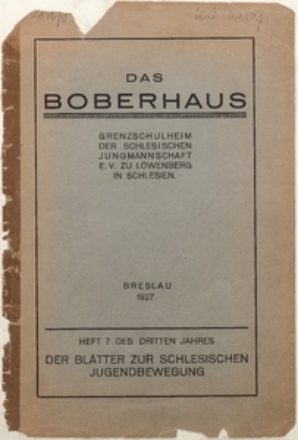 DAS
BOBERHAUS
GRENZSCHULHEIM
DER SCHLESISCHEN
JUNGMANNSCHAFT
E. V. ZU LÖWENBERG
IN SCHLESIEN.
BRESLAU
1927.
HEFT 7 DES DRITTEN JAHRES
DER BLÄTTER ZUR SCHLESISCHEN
JUGENDBEWEGUNG